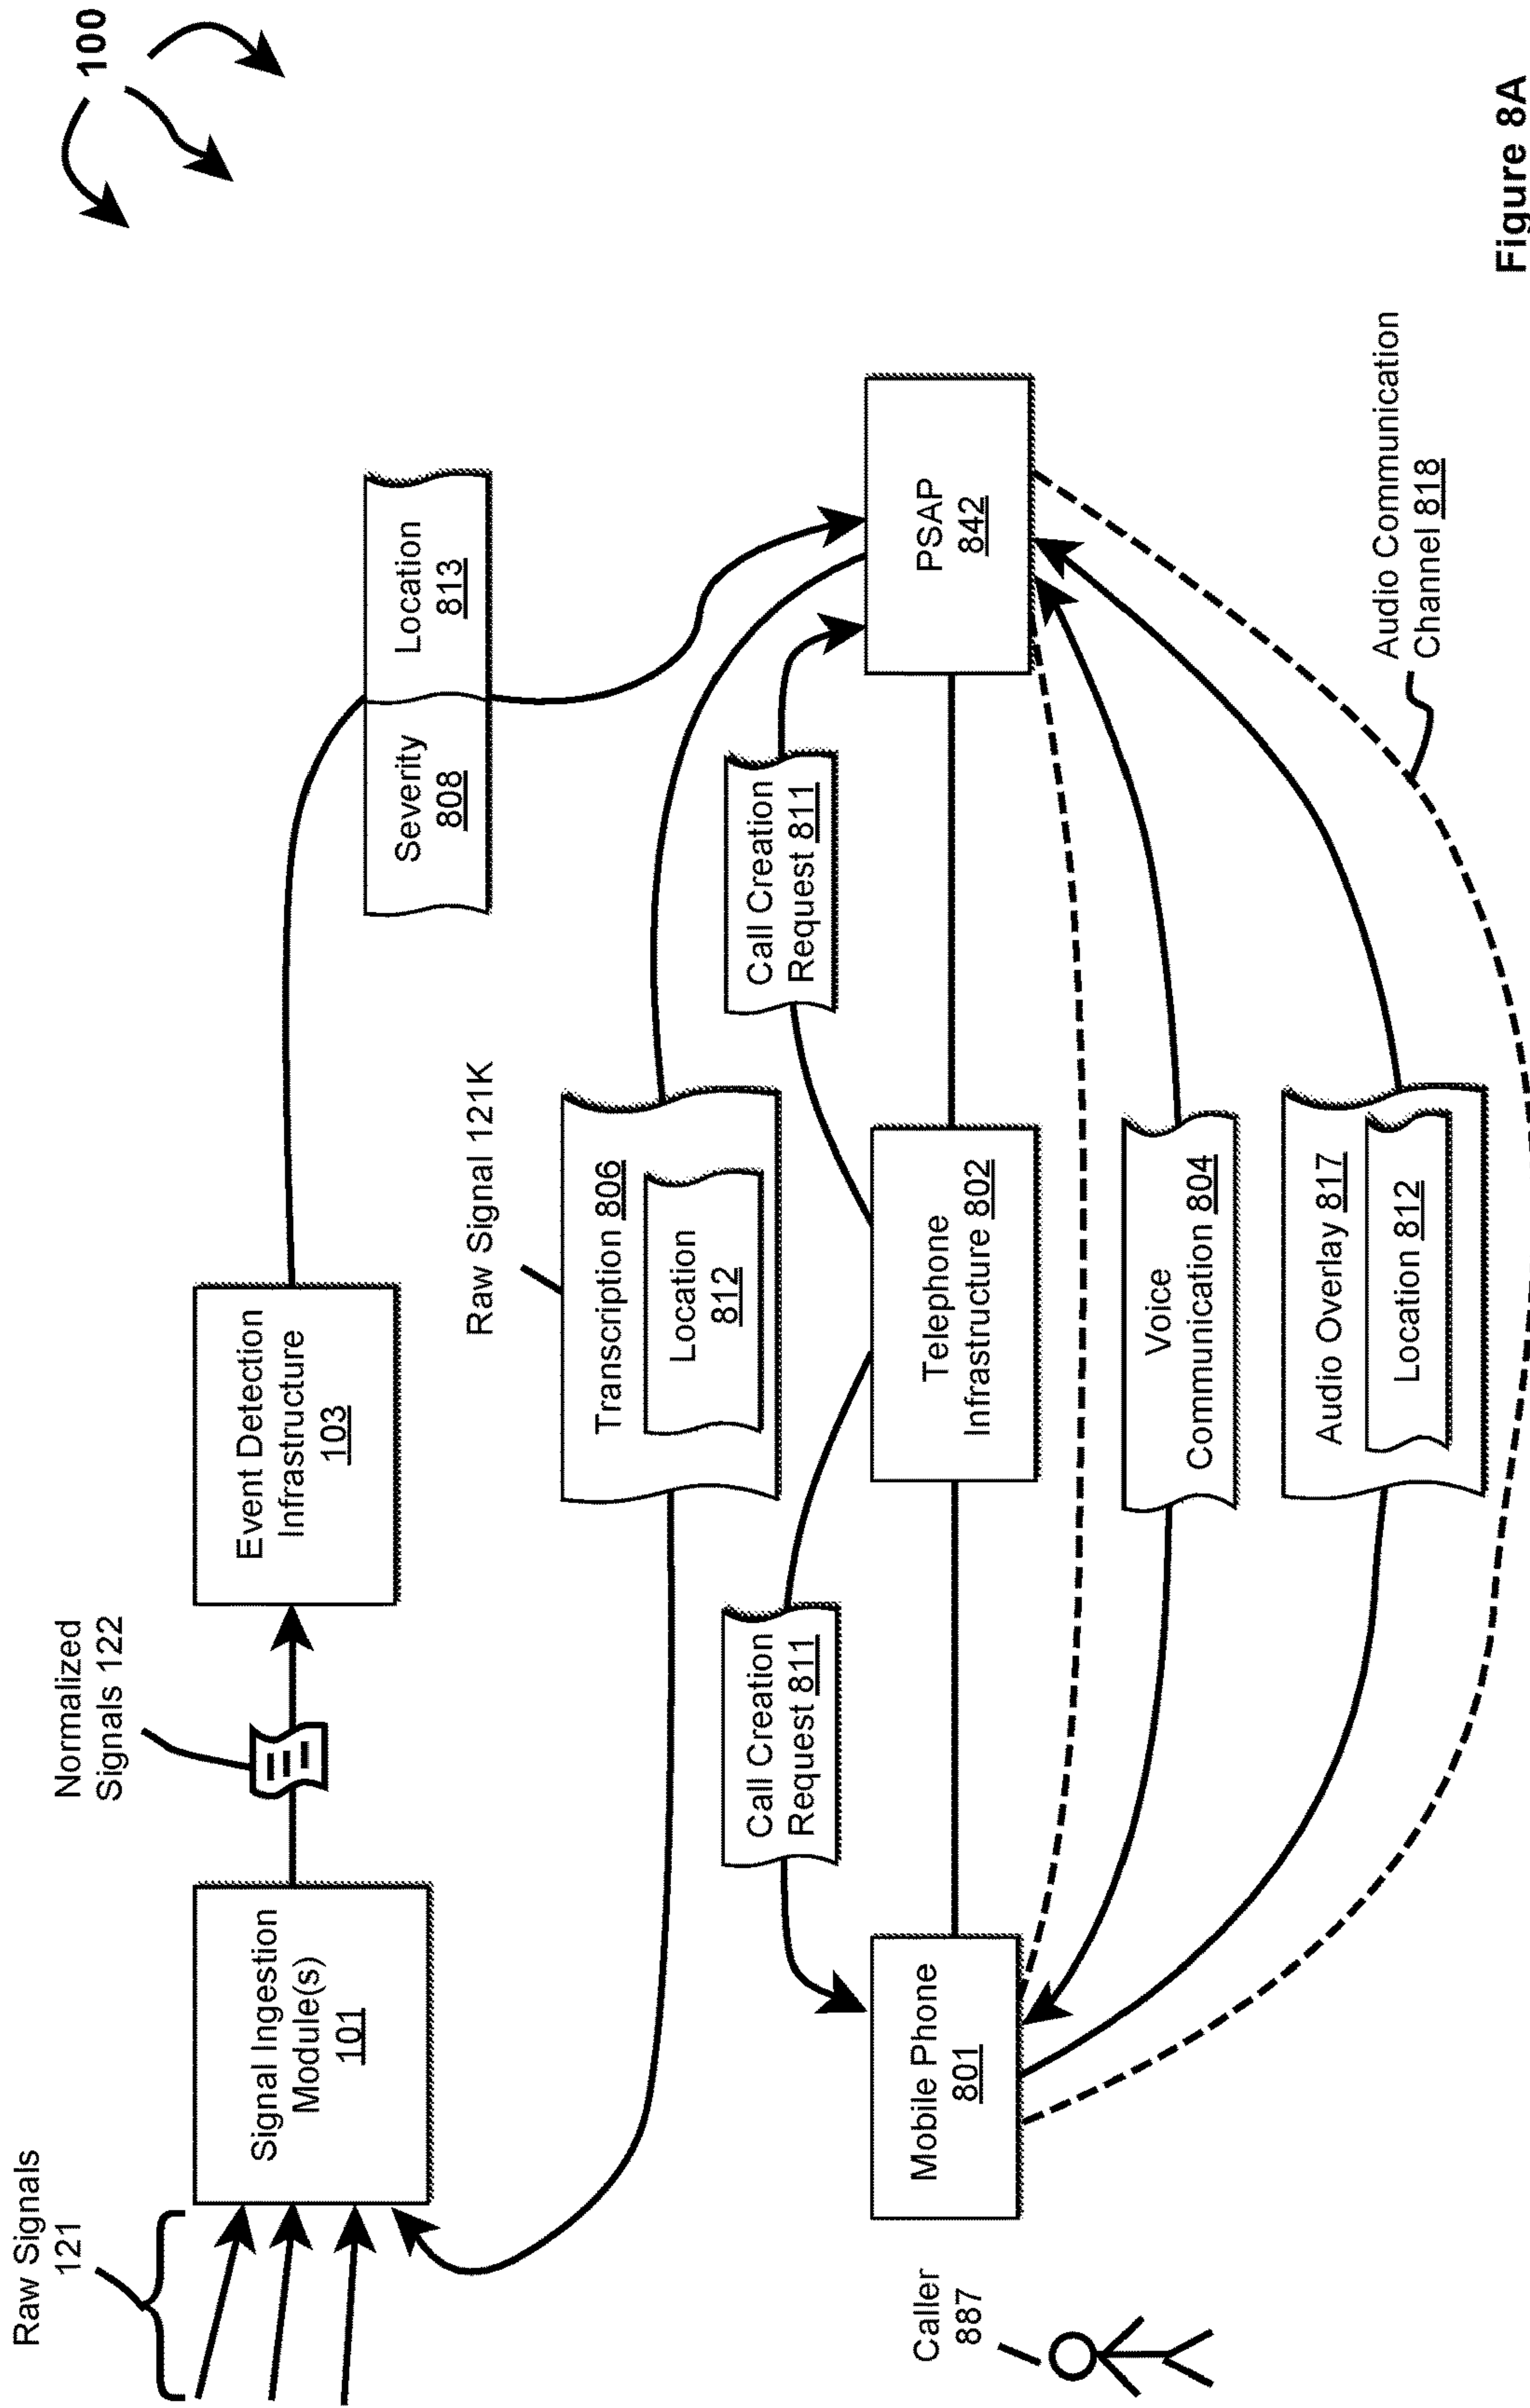 100
Raw Signals
121
Signal Ingestion
Module(s)
101
Normalized
Signals 122
Event Detection
Infrastructure
103
Severity
808
Location
813
Raw Signal 121K
Transcription 806
Location
812
Call Creation
Request 811
Call Creation
Request 811
Caller
887
Mobile Phone
801
Telephone
Infrastructure 802
PSAP
842
Voice
Communication 804
Audio Overlay 817
Location 812
Audio Communication
Channel 818
Figure 8A